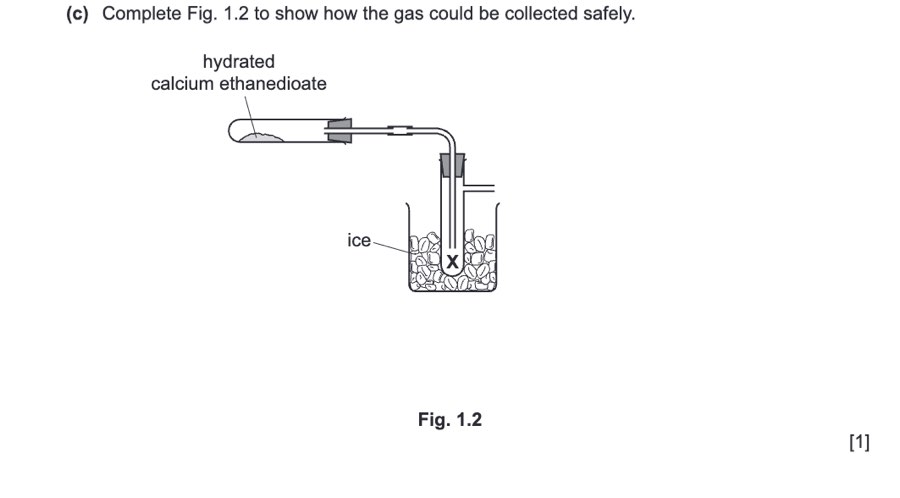 (c) Complete Fig. 1.2 to show how the gas could be collected safely.
hydrated
calcium ethanedioate
ice
X
Fig. 1.2
[1]